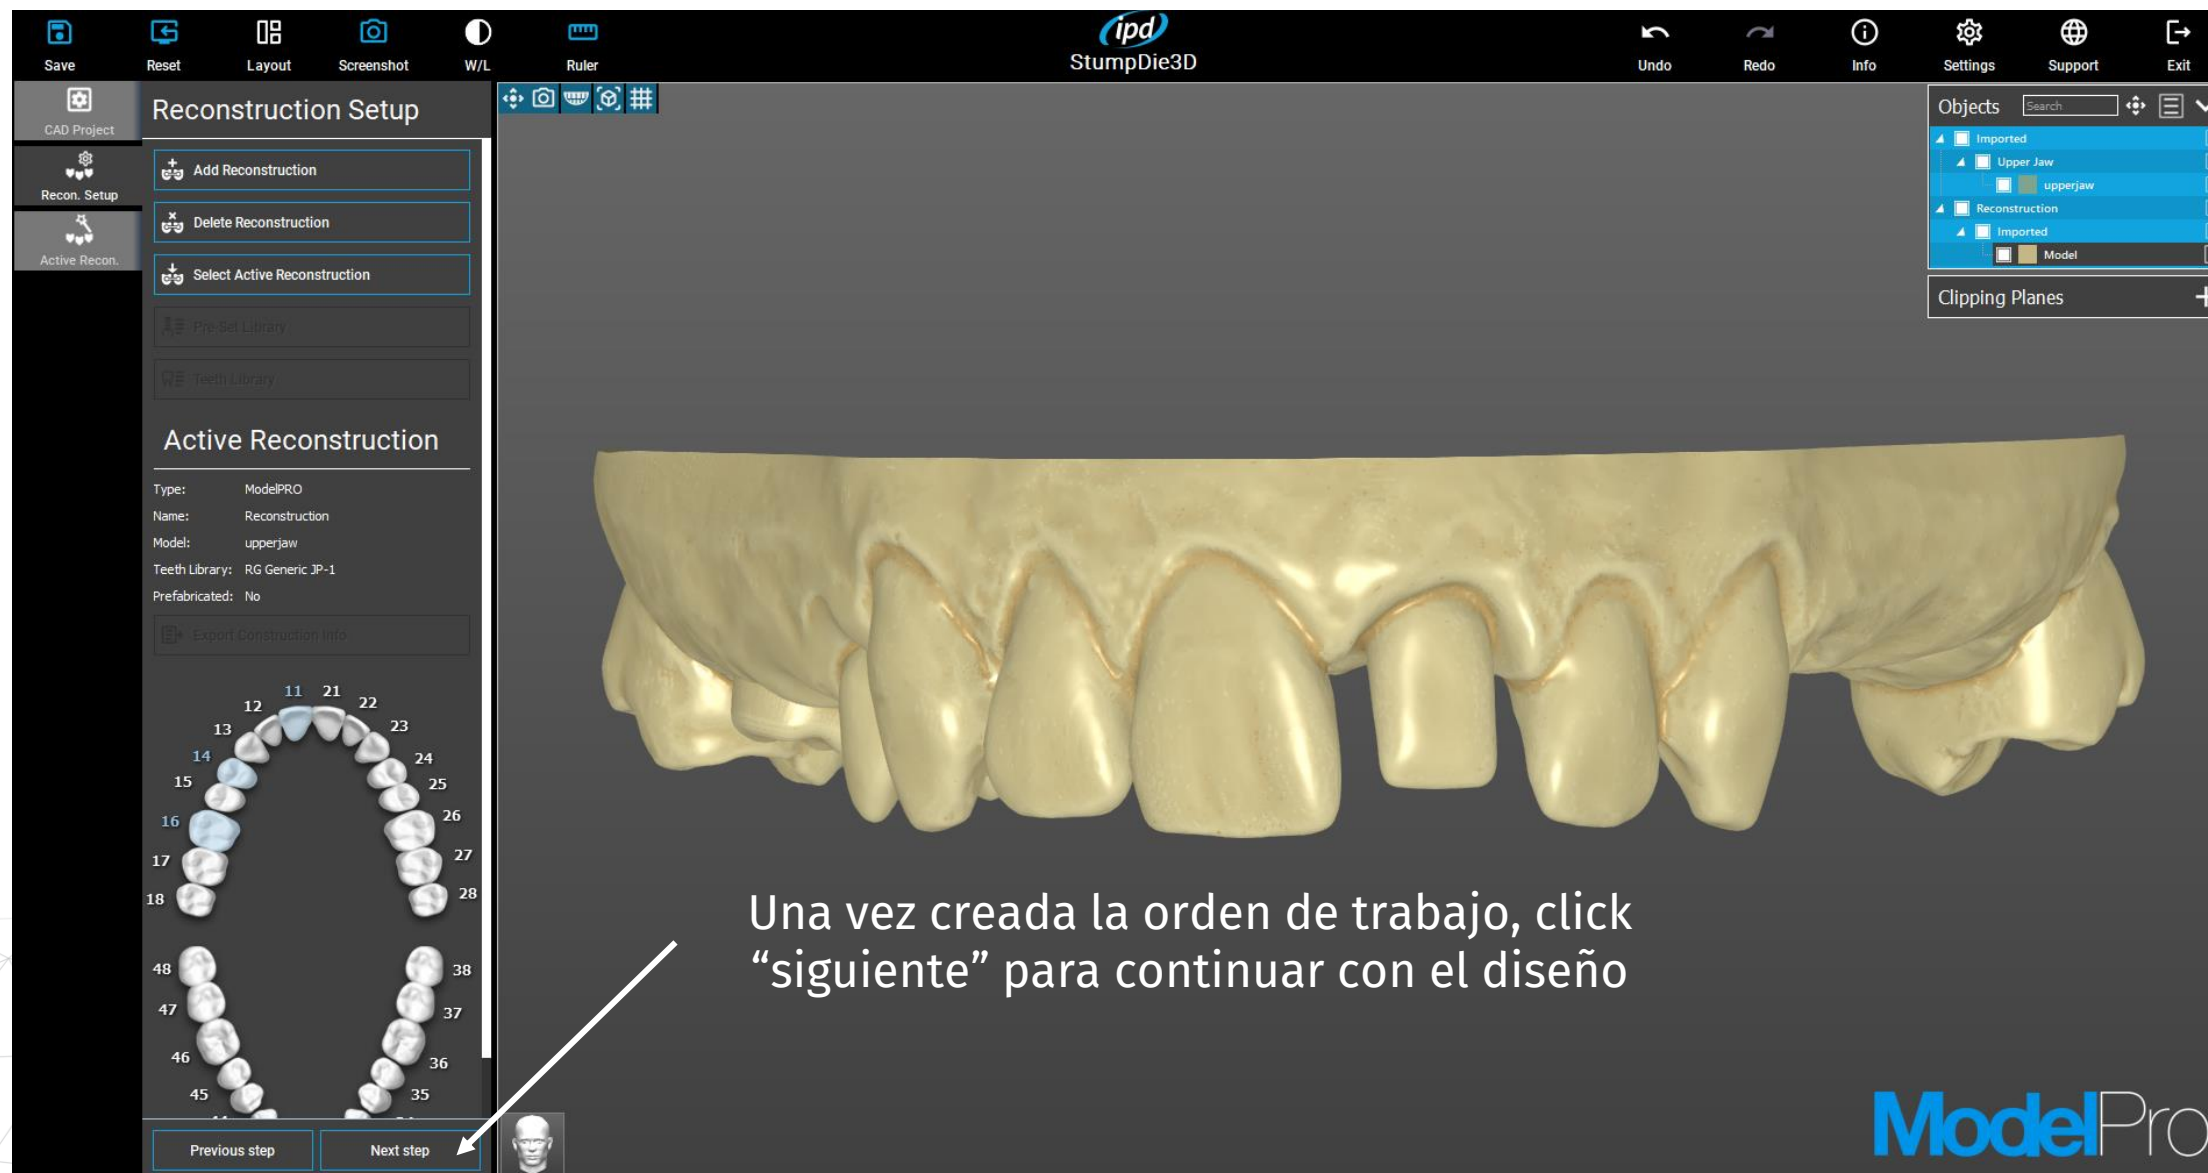 Save
Reset
Layout
Screenshot
W/L
Ruler
ipd
StumpDie3D
Undo
Redo
Info
Settings
Support
Exit
CAD Project
Recon. Setup
Active Recon.
Reconstruction Setup
Add Reconstruction
Delete Reconstruction
Select Active Reconstruction
Pre-Set Library
Teeth Library
Active Reconstruction
Type: ModelPRO
Name: Reconstruction
Model: upperjaw
Teeth Library: RG Generic JP-1
Prefabricated: No
Export Construction Info
11 21
12 22
13 23
14 24
15 25
16 26
17 27
18 28
48 38
47 37
46 36
45 35
Previous step
Next step
Objects
Search
Imported
Upper Jaw
upperjaw
Reconstruction
Imported
Model
Clipping Planes
Una vez creada la orden de trabajo, click
“siguiente” para continuar con el diseño
ModelPro